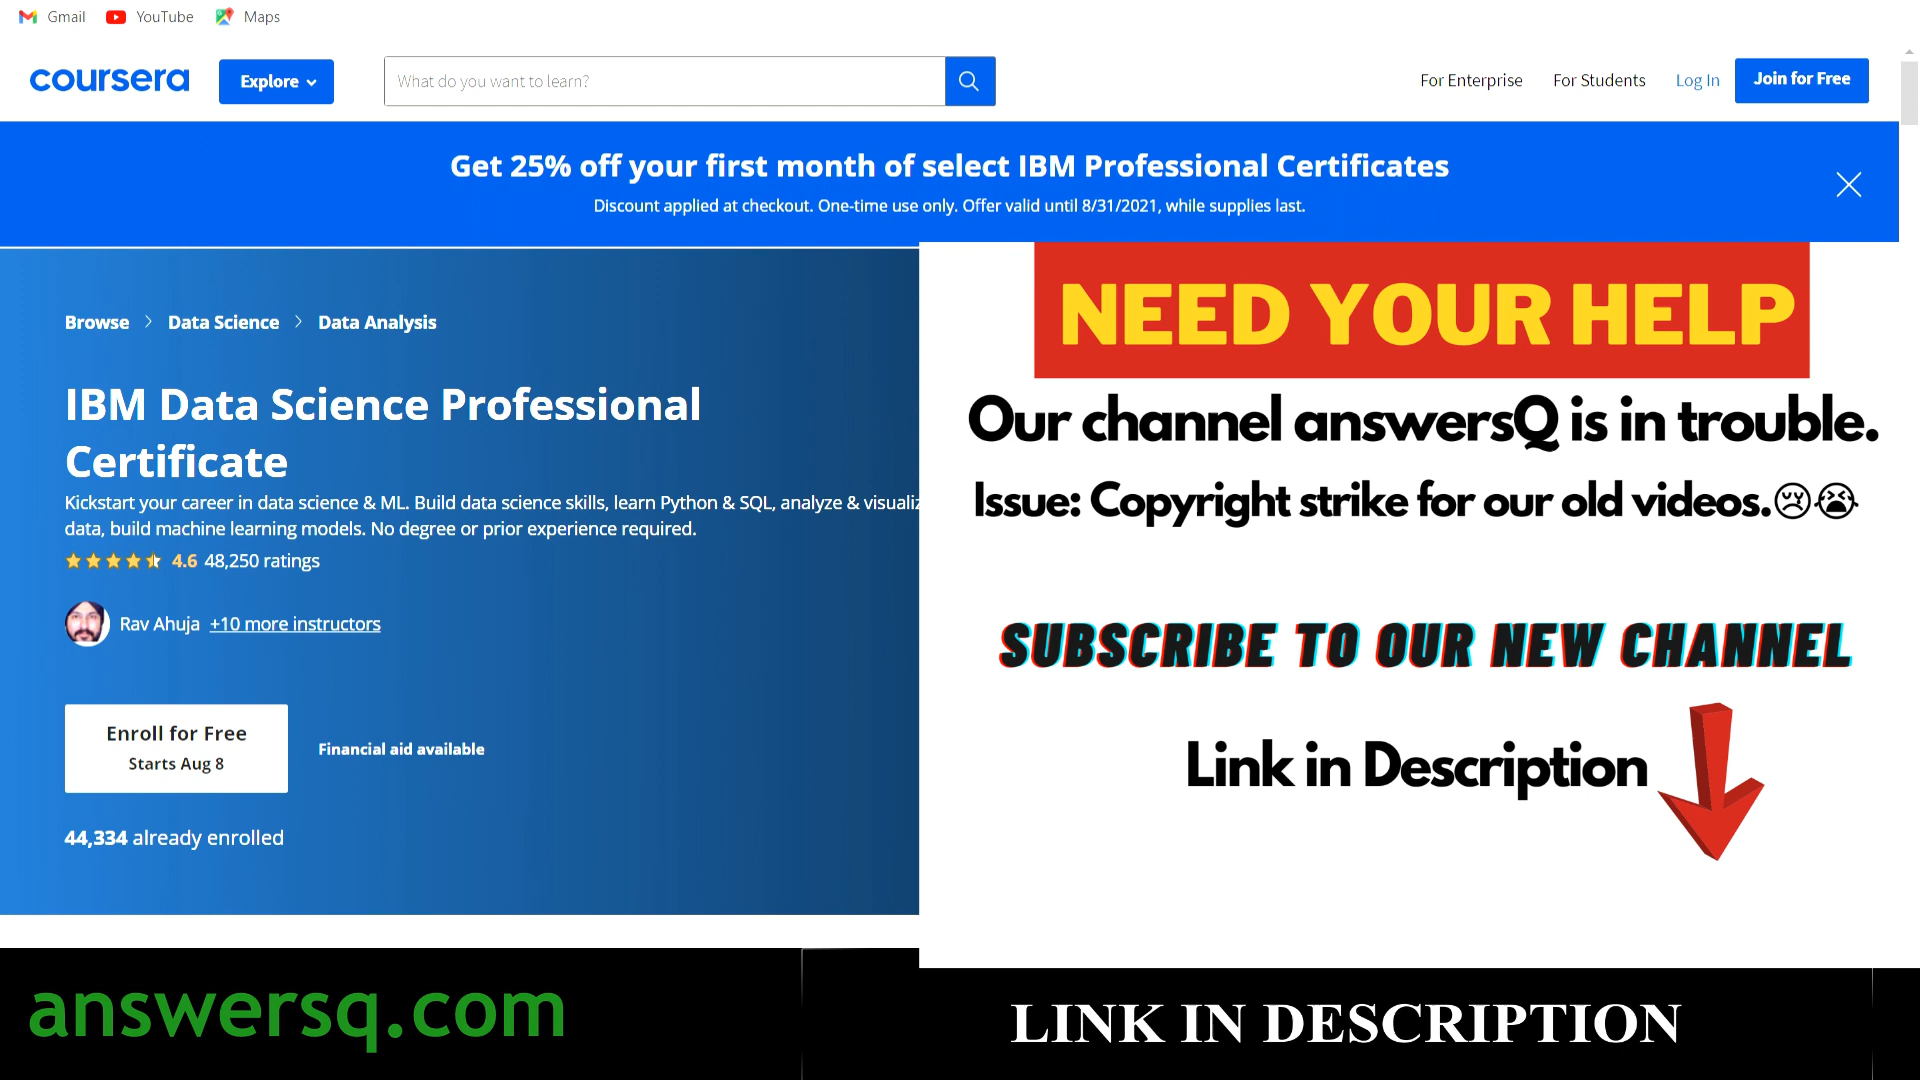 Gmail YouTube Maps
coursera Explore What do you want to learn? For Enterprise For Students Log In Join for Free
Get 25% off your first month of select IBM Professional Certificates
Discount applied at checkout. One-time use only. Offer valid until 8/31/2021, while supplies last.
Browse > Data Science > Data Analysis
IBM Data Science Professional
Certificate
Kickstart your career in data science & ML. Build data science skills, learn Python & SQL, analyze & visualiz
data, build machine learning models. No degree or prior experience required.
4.6 48,250 ratings
Rav Ahuja +10 more instructors
Enroll for Free
Starts Aug 8
Financial aid available
44,334 already enrolled
NEED YOUR HELP
Our channel answersQ is in trouble.
Issue: Copyright strike for our old videos.😢😭
SUBSCRIBE TO OUR NEW CHANNEL
Link in Description
answersq.com
LINK IN DESCRIPTION